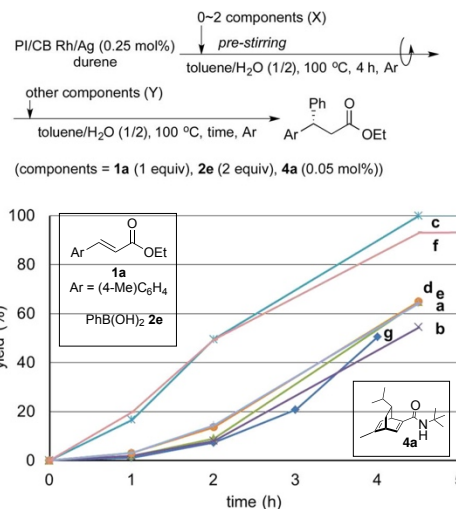 0~2 components (X)
PI/CB Rh/Ag (0.25 mol%)
durene
pre-stirring
toluene/H2O (1/2), 100 °C, 4 h, Ar
other components (Y)
toluene/H2O (1/2), 100 °C, time, Ar
Ph
O
Ar
OEt
(components = 1a (1 equiv), 2e (2 equiv), 4a (0.05 mol%))
100
80
60
40
20
0
yield (%)
O
Ar
OEt
1a
Ar = (4-Me)C6H4
PhB(OH)2 2e
c
f
d
e
a
b
g
O
N
H
4a
0
1
2
3
4
5
time (h)